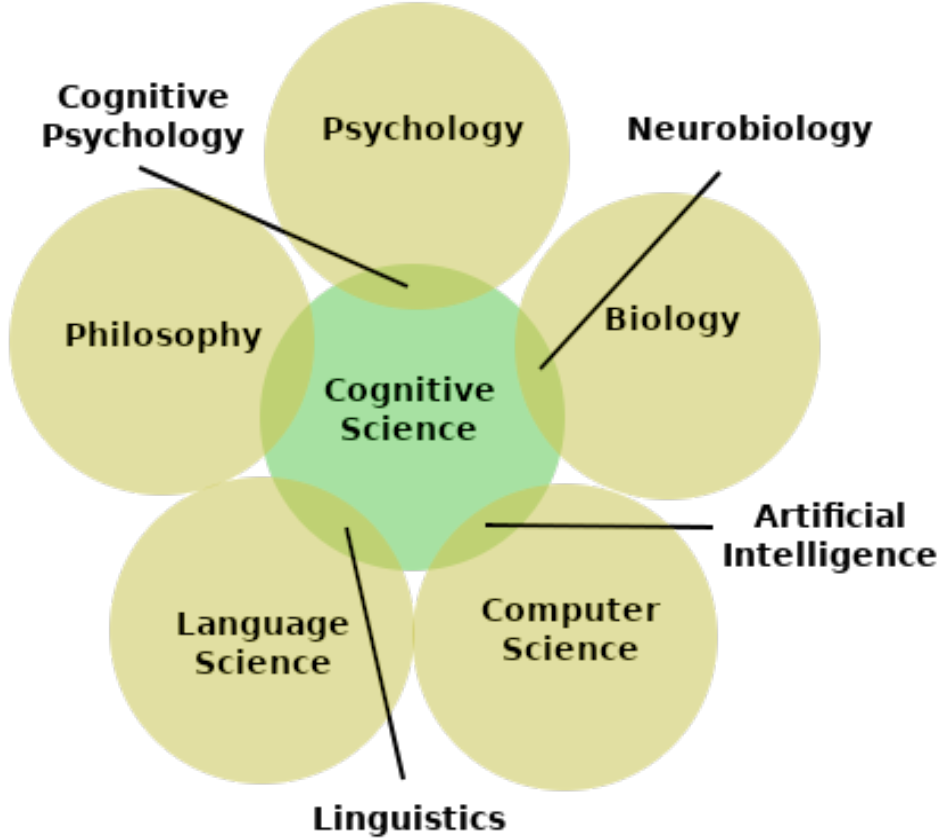 Cognitive
Psychology
Psychology
Neurobiology
Philosophy
Biology
Cognitive
Science
Artificial
Intelligence
Language
Science
Computer
Science
Linguistics